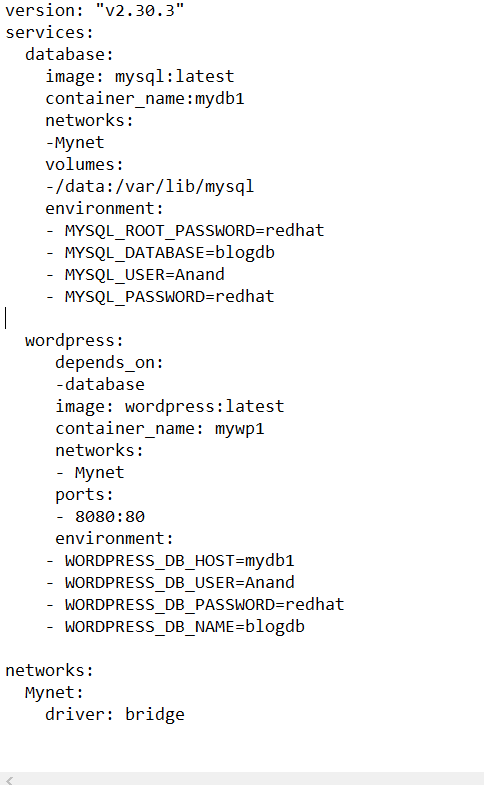 version: "v2.30.3"
services:
  database:
    image: mysql:latest
    container_name:mydb1
    networks:
    -Mynet
    volumes:
    -/data:/var/lib/mysql
    environment:
    - MYSQL_ROOT_PASSWORD=redhat
    - MYSQL_DATABASE=blogdb
    - MYSQL_USER=Anand
    - MYSQL_PASSWORD=redhat

  wordpress:
     depends_on:
     -database
     image: wordpress:latest
     container_name: mywp1
     networks:
     - Mynet
     ports:
     - 8080:80
     environment:
    - WORDPRESS_DB_HOST=mydb1
    - WORDPRESS_DB_USER=Anand
    - WORDPRESS_DB_PASSWORD=redhat
    - WORDPRESS_DB_NAME=blogdb

networks:
  Mynet:
    driver: bridge